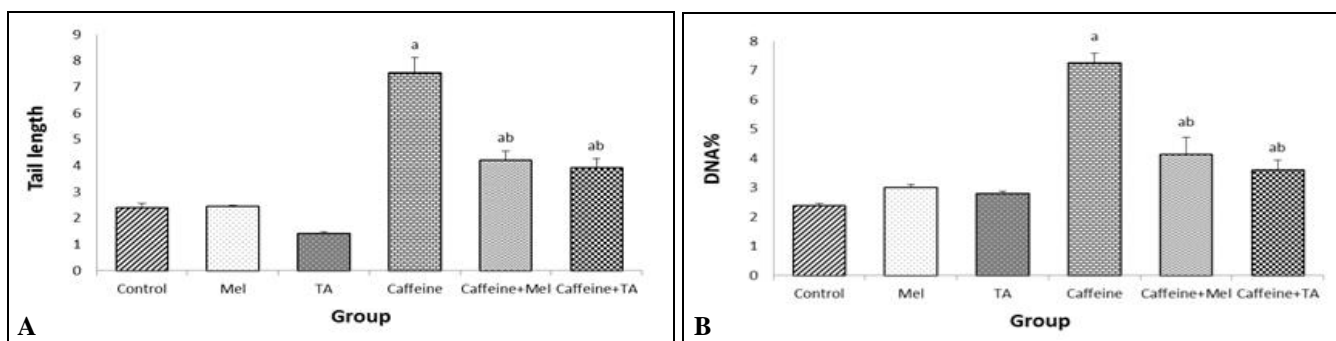 9
8
7
6
5
4
3
2
1
0
Tail length
a
ab
ab
Control
Mel
TA
Caffeine
Caffeine+Mel
Caffeine+TA
Group
A
8
7
6
5
4
3
2
1
0
DNA%
a
ab
ab
Control
Mel
TA
Caffeine
Caffeine+Mel
Caffeine+TA
Group
B